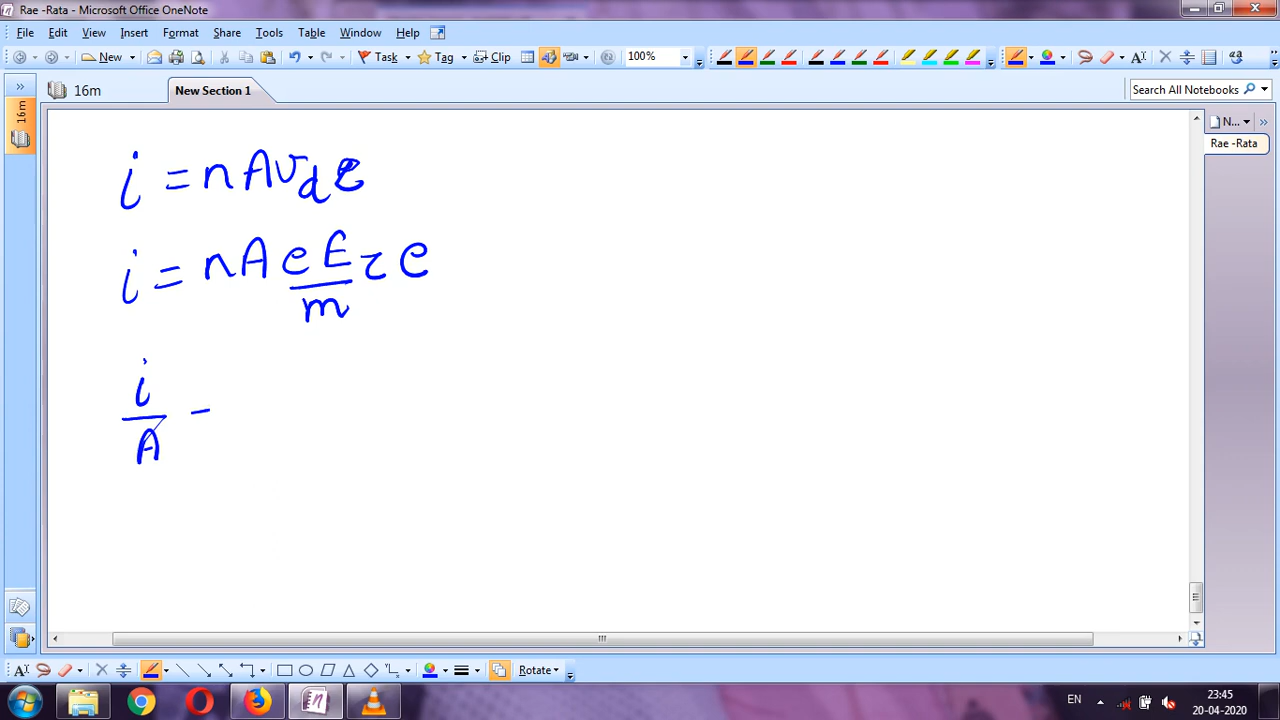 Rae -Rata - Microsoft Office OneNote
File Edit View Insert Format Share Tools Table Window Help
New Task Tag Clip 100%
16m New Section 1 Search All Notebooks
16m
N...
Rae -Rata
i = nAv_d e
i = nA eE/m τ e
i/A -
Rotate
EN 23:45
20-04-2020